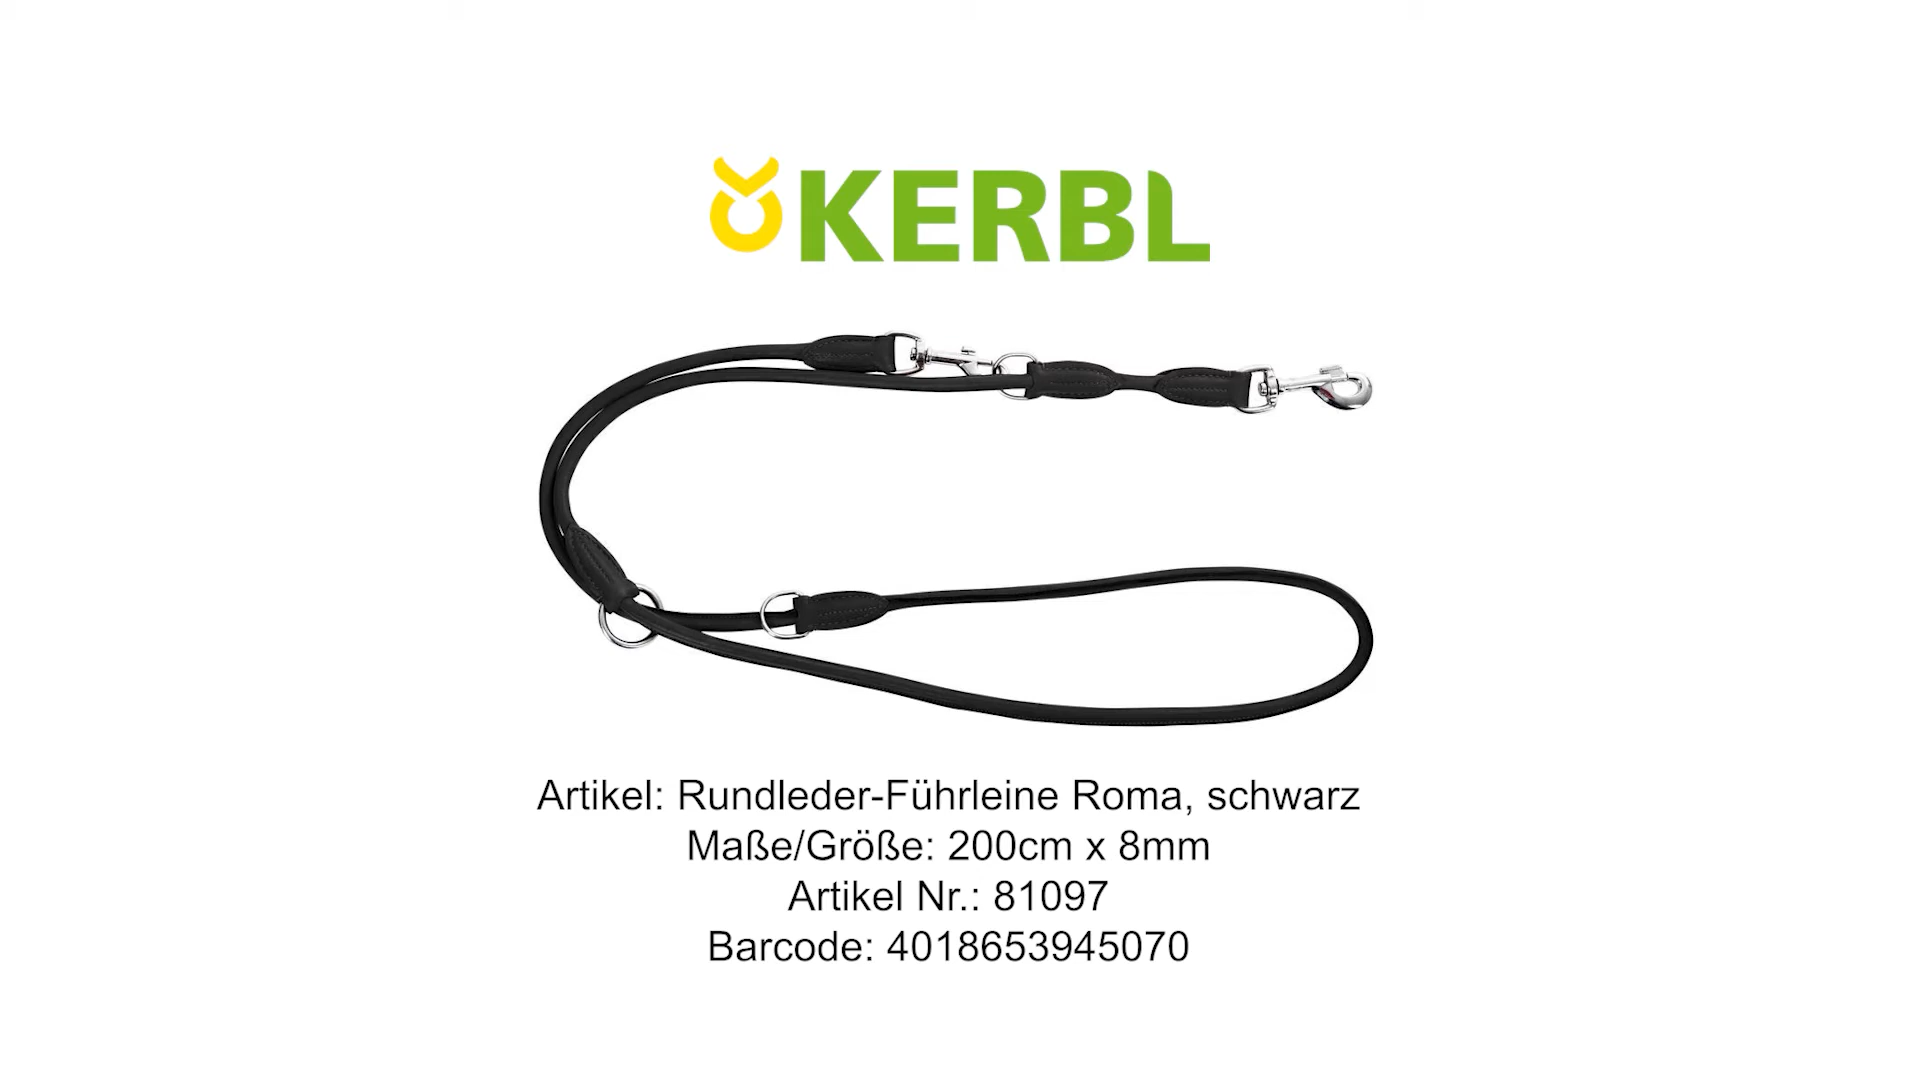 KERBL
Artikel: Rundleder-Führleine Roma, schwarz
Maße/Größe: 200cm x 8mm
Artikel Nr.: 81097
Barcode: 4018653945070